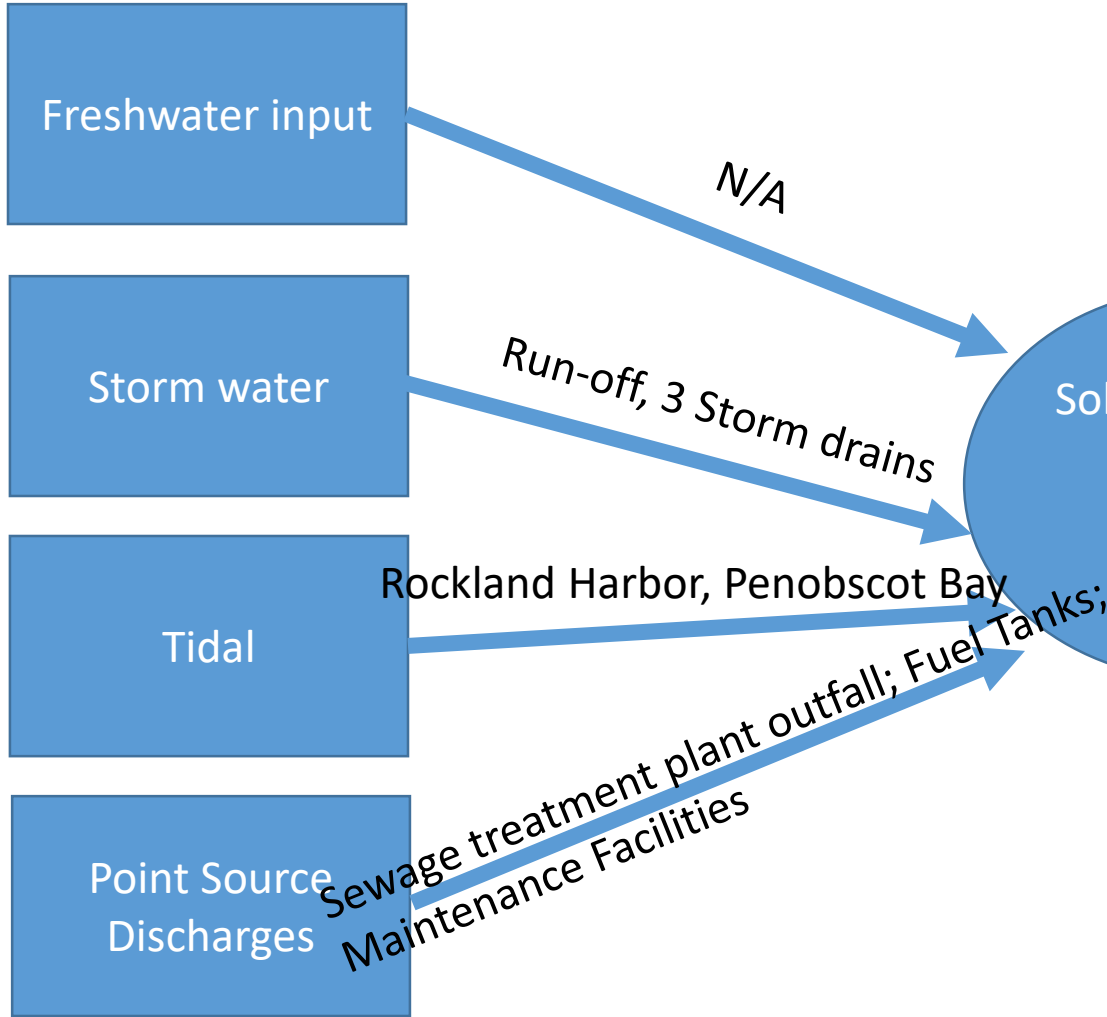 Freshwater input
N/A
Storm water
Run-off, 3 Storm drains
Sol
Tidal
Rockland Harbor, Penobscot Bay
Point Source
Discharges
Sewage treatment plant outfall; Fuel Tanks;
Maintenance Facilities